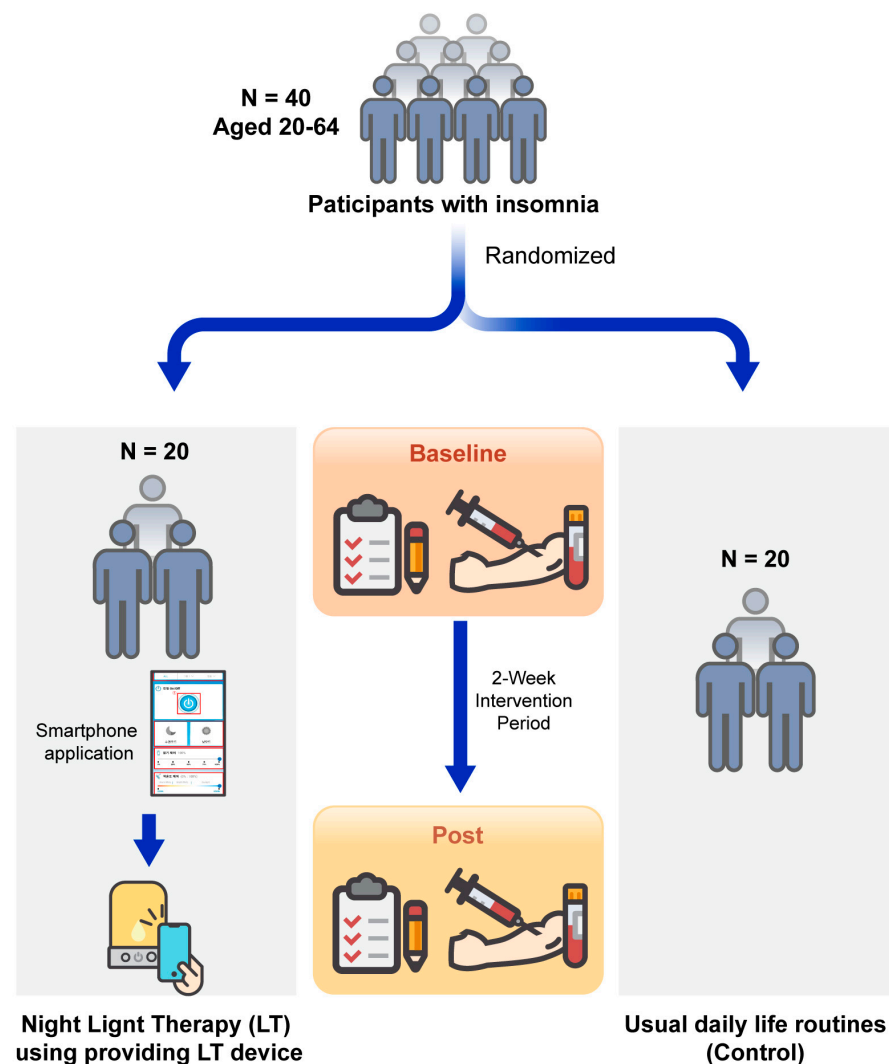 N = 40
Aged 20-64
Paticipants with insomnia
Randomized
N = 20
Smartphone
application
Night Lignt Therapy (LT)
using providing LT device
Baseline
2-Week
Intervention
Period
Post
N = 20
Usual daily life routines
(Control)